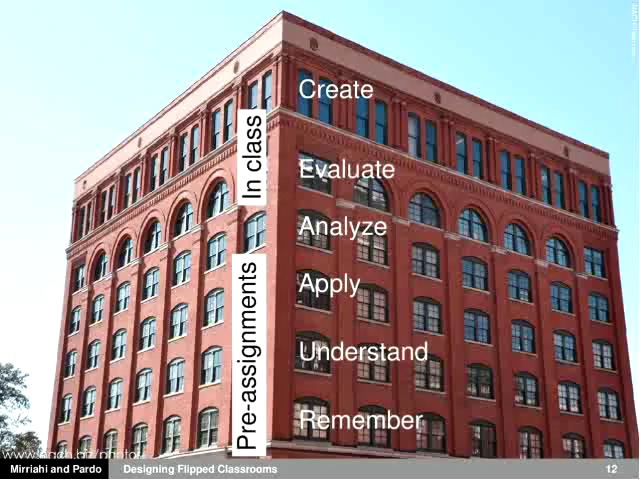 Create
In class
Evaluate
Analyze
Apply
Pre-assignments
Understand
Remember
Mirriahi and Pardo
Designing Flipped Classrooms
12